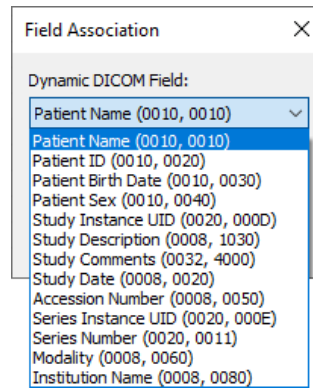 Field Association
Dynamic DICOM Field:
Patient Name (0010, 0010)
Patient Name (0010, 0010)
Patient ID (0010, 0020)
Patient Birth Date (0010, 0030)
Patient Sex (0010, 0040)
Study Instance UID (0020, 000D)
Study Description (0008, 1030)
Study Comments (0032, 4000)
Study Date (0008, 0020)
Accession Number (0008, 0050)
Series Instance UID (0020, 000E)
Series Number (0020, 0011)
Modality (0008, 0060)
Institution Name (0008, 0080)